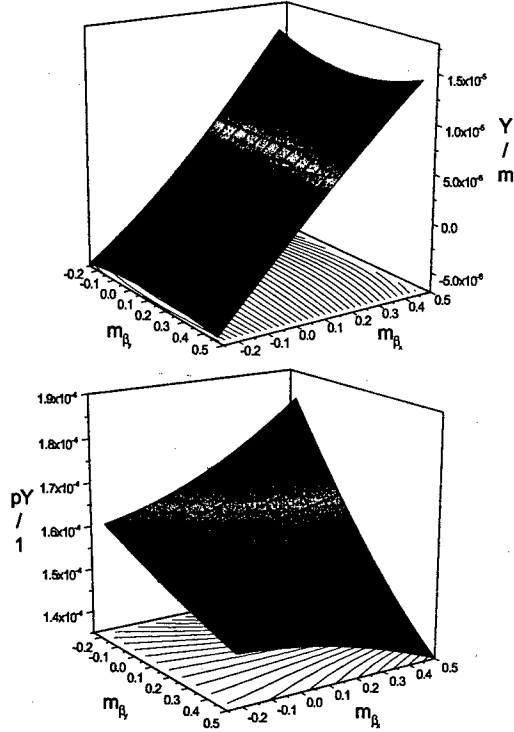 1.5x10⁻⁵
1.0x10⁻⁵
5.0x10⁻⁶
0.0
-5.0x10⁻⁶
Y
/
m
-0.2
-0.1
0.0
0.1
0.2
0.3
0.4
0.5
m_βy
-0.2
-0.1
0.0
0.1
0.2
0.3
0.4
0.5
m_βx
1.9x10⁻⁴
1.8x10⁻⁴
1.7x10⁻⁴
1.6x10⁻⁴
1.5x10⁻⁴
1.4x10⁻⁴
pY
/
1
-0.2
-0.1
0.0
0.1
0.2
0.3
0.4
0.5
m_βy
-0.2
-0.1
0.0
0.1
0.2
0.3
0.4
0.5
m_βx